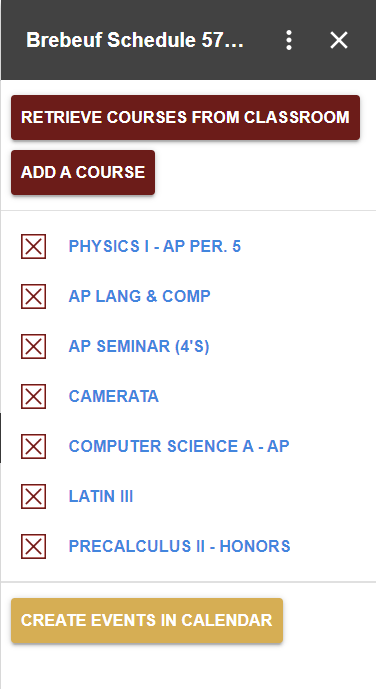 Brebeuf Schedule 57...
RETRIEVE COURSES FROM CLASSROOM
ADD A COURSE
PHYSICS I - AP PER. 5
AP LANG & COMP
AP SEMINAR (4'S)
CAMERATA
COMPUTER SCIENCE A - AP
LATIN III
PRECALCULUS II - HONORS
CREATE EVENTS IN CALENDAR